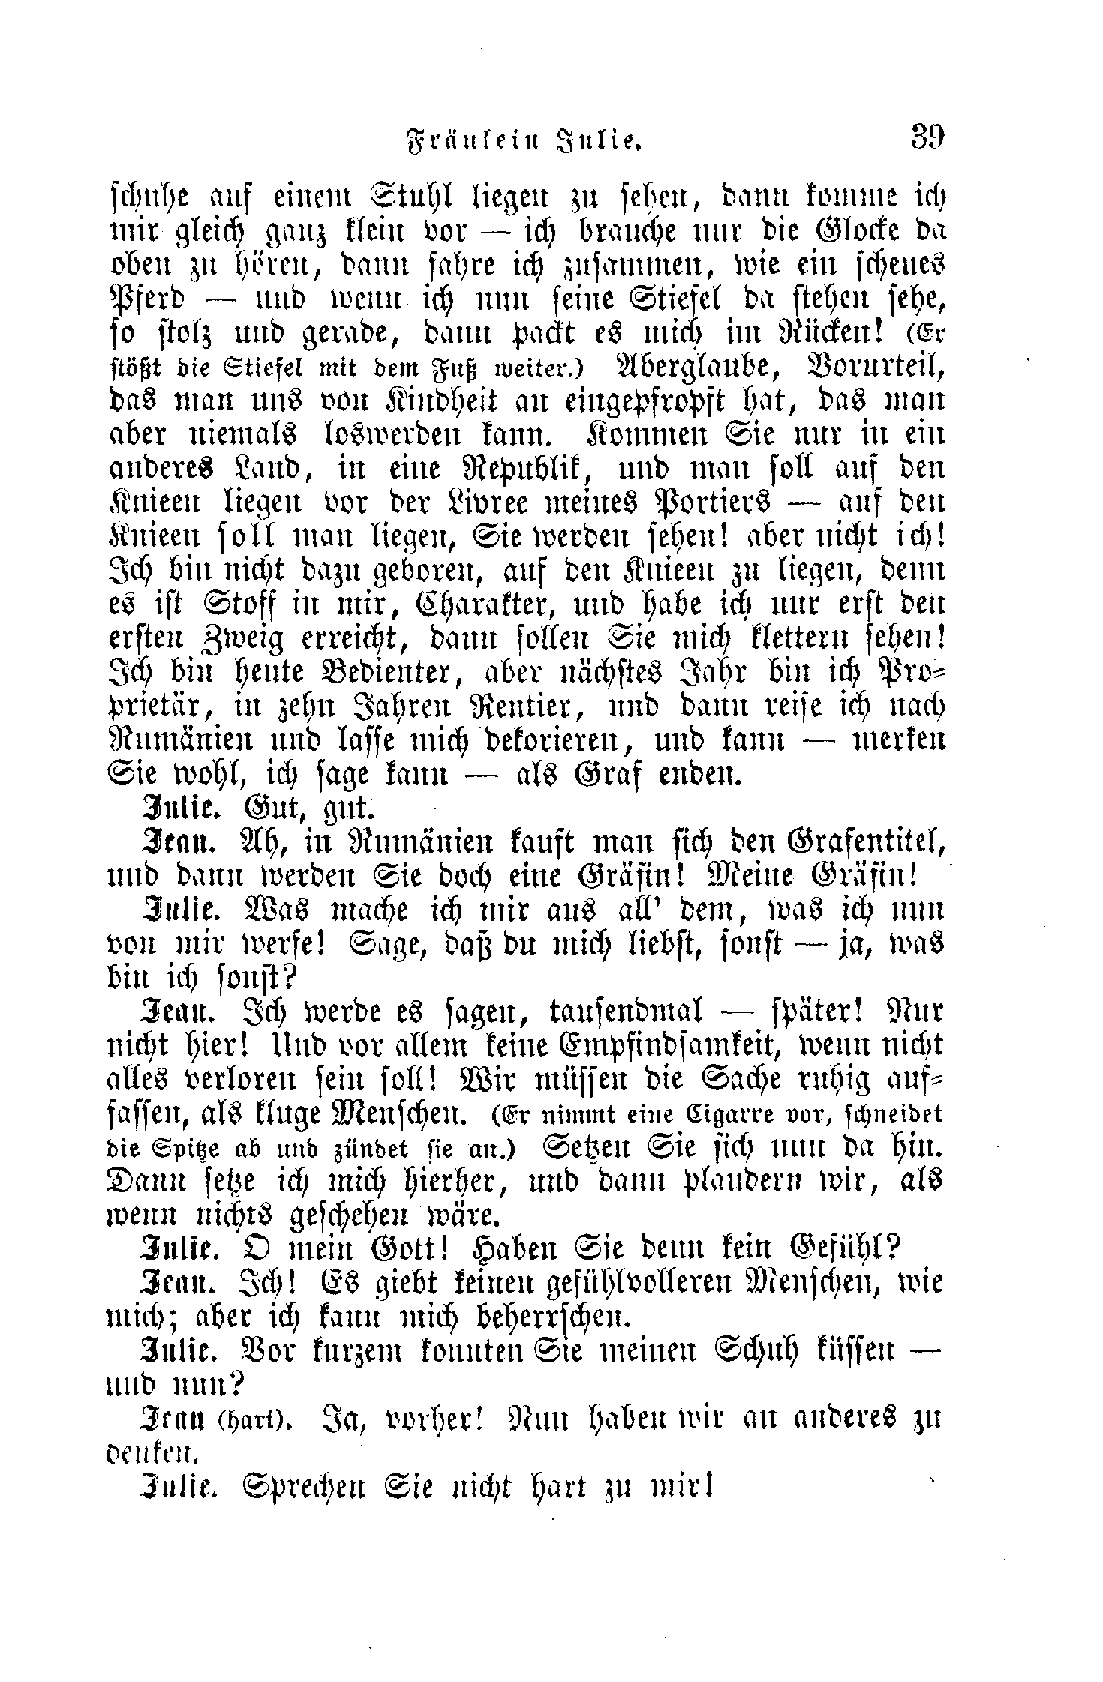 Fräulein Julie. 39
schuhe auf einem Stuhl liegen zu sehen, dann komme ich
mir gleich ganz klein vor — ich brauche nur die Glocke da
oben zu hören, dann fahre ich zusammen, wie ein scheues
Pferd — und wenn ich nun seine Stiefel da stehen sehe,
so stolz und gerade, dann packt es mich im Rücken! (Er
stößt die Stiefel mit dem Fuß weiter.) Aberglaube, Vorurteil,
das man uns von Kindheit an eingepfropft hat, das man
aber niemals loswerden kann. Kommen Sie nur in ein
anderes Land, in eine Republik, und man soll auf den
Knieen liegen vor der Livree meines Portiers — auf den
Knieen soll man liegen, Sie werden sehen! aber nicht ich!
Ich bin nicht dazu geboren, auf den Knieen zu liegen, denn
es ist Stoff in mir, Charakter, und habe ich nur erst den
ersten Zweig erreicht, dann sollen Sie mich klettern sehen!
Ich bin heute Bedienter, aber nächstes Jahr bin ich Pro-
prietär, in zehn Jahren Rentier, und dann reise ich nach
Rumänien und lasse mich dekorieren, und kann — merken
Sie wohl, ich sage kann — als Graf enden.
Julie. Gut, gut.
Jean. Ah, in Rumänien kauft man sich den Grafentitel,
und dann werden Sie doch eine Gräfin! Meine Gräfin!
Julie. Was mache ich mir aus all' dem, was ich nun
von mir werfe! Sage, daß du mich liebst, sonst — ja, was
bin ich sonst?
Jean. Ich werde es sagen, tausendmal — später! Nur
nicht hier! Und vor allem keine Empfindsamkeit, wenn nicht
alles verloren sein soll! Wir müssen die Sache ruhig auf-
fassen, als kluge Menschen. (Er nimmt eine Cigarre vor, schneidet
die Spitze ab und zündet sie an.) Setzen Sie sich nun da hin.
Dann setze ich mich hierher, und dann plaudern wir, als
wenn nichts geschehen wäre.
Julie. O mein Gott! Haben Sie denn kein Gefühl?
Jean. Ich! Es giebt keinen gefühlvolleren Menschen, wie
mich; aber ich kann mich beherrschen.
Julie. Vor kurzem konnten Sie meinen Schuh küssen —
und nun?
Jean (hart). Ja, vorher! Nun haben wir an anderes zu
denken.
Julie. Sprechen Sie nicht hart zu mir!